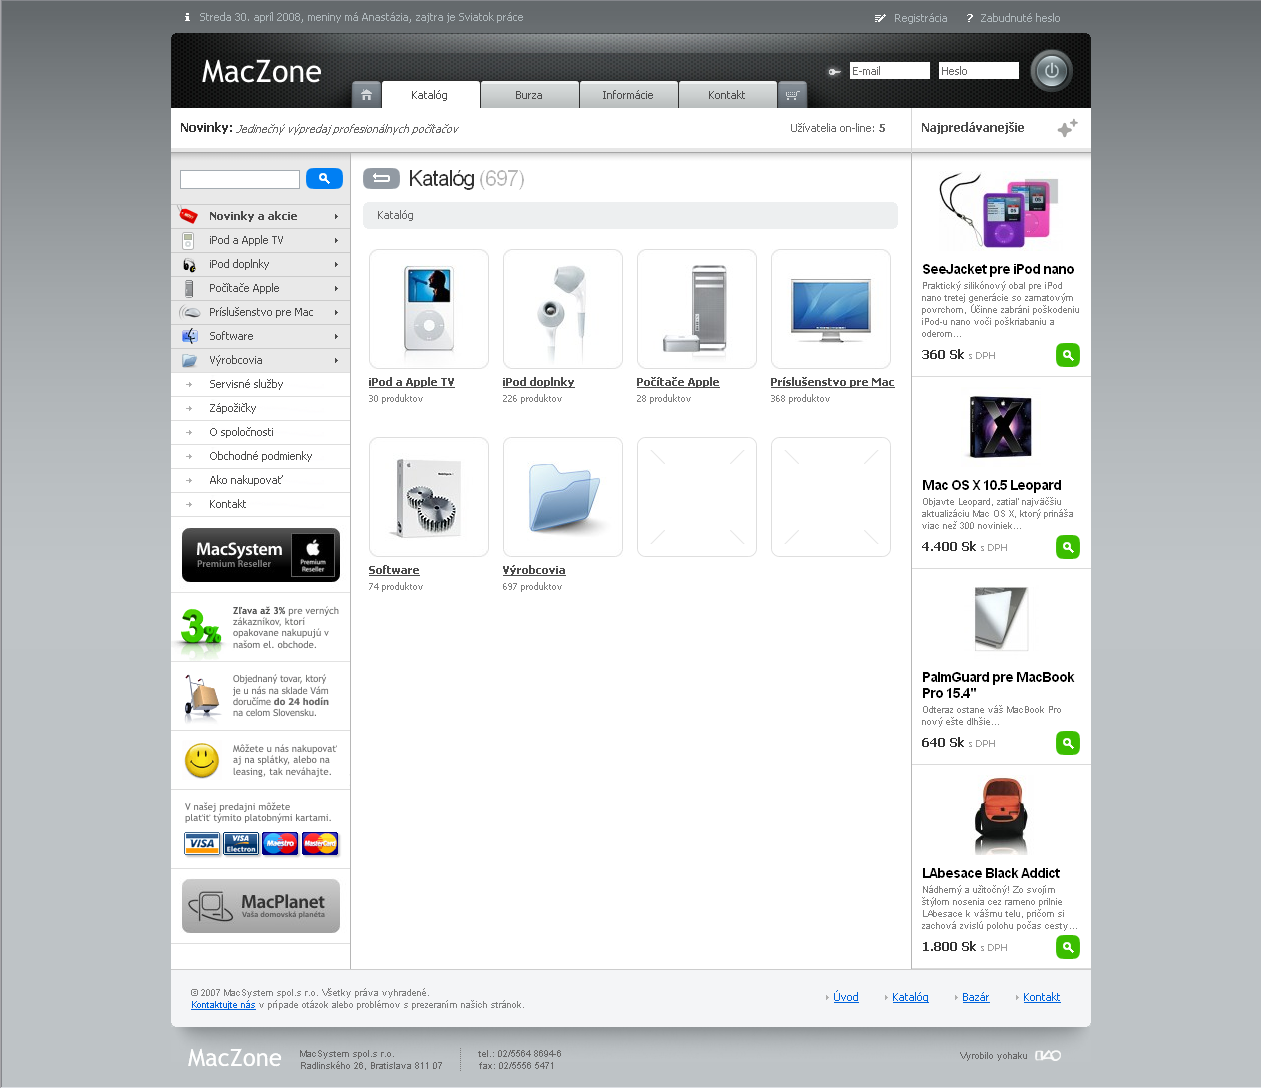 Streda 30. apríl 2008, meniny má Anastázia, zajtra je Sviatok práce
Registrácia
Zabudnuté heslo
MacZone
E-mail
Heslo
Katalóg
Burza
Informácie
Kontakt
Novinky: Jedinečný výpredaj profesionálnych počítačov
Užívatelia on-line: 5
Najpredávanejšie
Novinky a akcie
iPod a Apple TV
iPod doplnky
Počítače Apple
Príslušenstvo pre Mac
Software
Výrobcovia
Servisné služby
Zápožičky
O spoločnosti
Obchodné podmienky
Ako nakupovať
Kontakt
MacSystem
Premium Reseller
Premium
Reseller
3%
Zľava až 3% pre verných
zákazníkov, ktorí
opakovane nakupujú v
našom el. obchode.
Objednaný tovar, ktorý
je u nás na sklade Vám
doručíme do 24 hodín
na celom Slovensku.
Môžete u nás nakupovať
aj na splátky, alebo na
leasing, tak neváhajte.
V našej predajni môžete
platiť týmito platobnými kartami.
VISA
VISA
Electron
Maestro
MasterCard
MacPlanet
Vaša domovská planéta
Katalóg (697)
Katalóg
iPod a Apple TV
30 produktov
iPod doplnky
226 produktov
Počítače Apple
28 produktov
Príslušenstvo pre Mac
368 produktov
Software
74 produktov
Výrobcovia
697 produktov
SeeJacket pre iPod nano
Praktický silikónový obal pre iPod
nano tretej generácie so zamatovým
povrchom, Účinne zabráni poškodeniu
iPod-u nano voči poškriabaniu a
oderom...
360 Sk s DPH
Mac OS X 10.5 Leopard
Objavte Leopard, zatiaľ najväčšiu
aktualizáciu Mac OS X, ktorý prináša
viac než 300 noviniek...
4.400 Sk s DPH
PalmGuard pre MacBook
Pro 15.4"
Odteraz ostane váš MacBook Pro
nový ešte dlhšie...
640 Sk s DPH
LAbesace Black Addict
Nádherný a užitočný! Zo svojím
štýlom nosenia cez rameno priľnie
LAbesace k vášmu telu, pričom si
zachová zvislú polohu počas cesty...
1.800 Sk s DPH
© 2007 MacSystem spol.s r.o. Všetky práva vyhradené.
Kontaktujte nás v prípade otázok alebo problémov s prezeraním našich stránok.
Úvod
Katalóg
Bazár
Kontakt
MacZone
MacSystem spol.s r.o.
Radlinského 26, Bratislava 811 07
tel.: 02/5564 8694-6
fax: 02/5556 5471
Vyrobilo yohaku